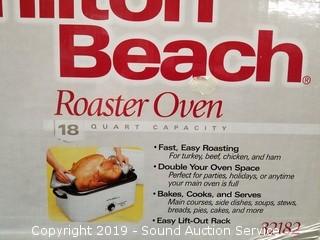 milton
Beach®
Roaster Oven
18 QUART CAPACITY
• Fast, Easy Roasting
For turkey, beef, chicken, and ham
• Double Your Oven Space
Perfect for parties, holidays, or anytime
your main oven is full
• Bakes, Cooks, and Serves
Main courses, side dishes, soups, stews,
breads, pies, cakes, and more
• Easy Lift-Out Rack
32182
Copyright 2019 - Sound Auction Service